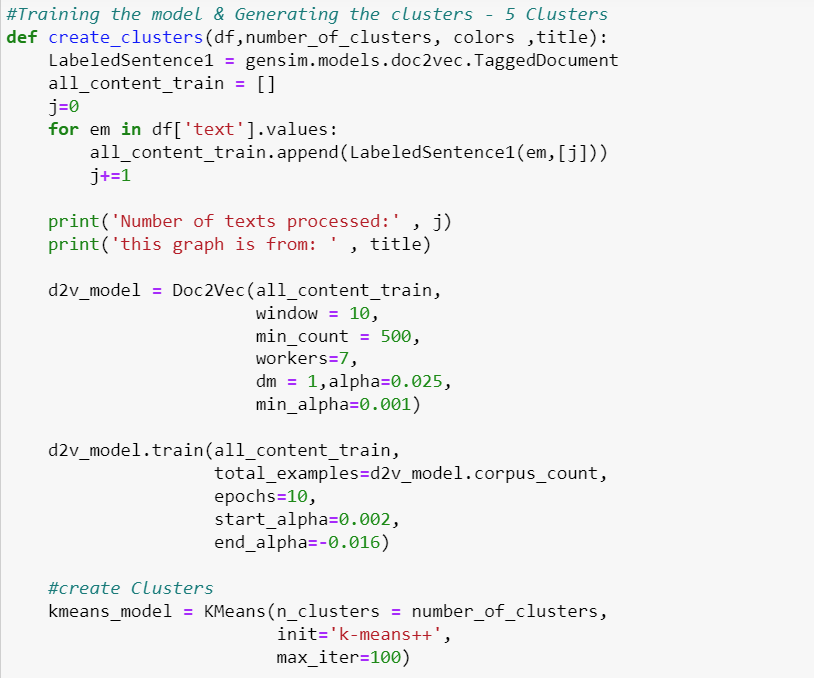 #Training the model & Generating the clusters - 5 Clusters
def create_clusters(df,number_of_clusters, colors ,title):
    LabeledSentence1 = gensim.models.doc2vec.TaggedDocument
    all_content_train = []
    j=0
    for em in df['text'].values:
        all_content_train.append(LabeledSentence1(em,[j]))
        j+=1

    print('Number of texts processed:' , j)
    print('this graph is from: ' , title)

    d2v_model = Doc2Vec(all_content_train,
                        window = 10,
                        min_count = 500,
                        workers=7,
                        dm = 1,alpha=0.025,
                        min_alpha=0.001)

    d2v_model.train(all_content_train,
                    total_examples=d2v_model.corpus_count,
                    epochs=10,
                    start_alpha=0.002,
                    end_alpha=-0.016)

    #create Clusters
    kmeans_model = KMeans(n_clusters = number_of_clusters,
                          init='k-means++',
                          max_iter=100)